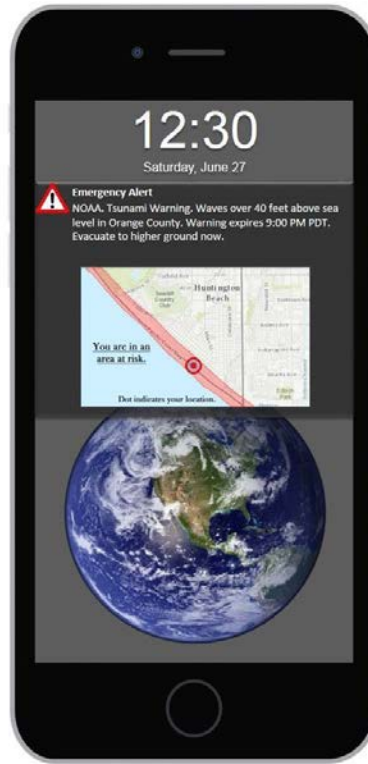 12:30
Saturday, June 27
Emergency Alert
NOAA. Tsunami Warning. Waves over 40 feet above sea
level in Orange County. Warning expires 9:00 PM PDT.
Evacuate to higher ground now.
Huntington
Beach
You are in an
area at risk.
Dot indicates your location.